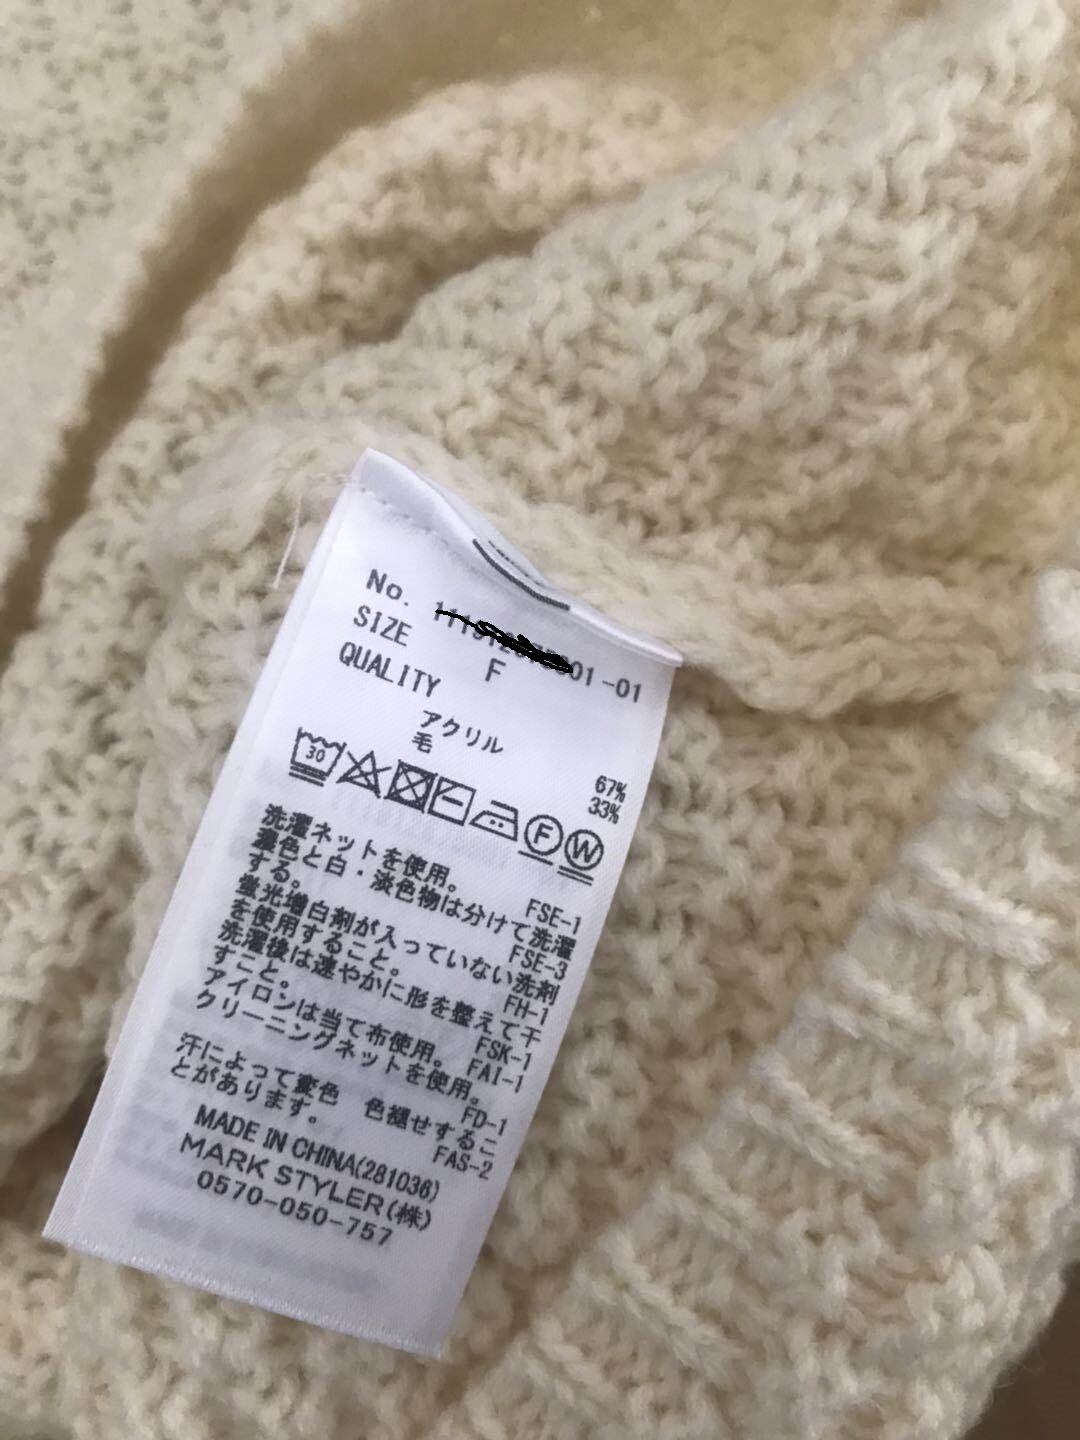 No. 01-01
SIZE F
QUALITY
アクリル 67%
毛 33%
30
F W
洗濯ネットを使用。 FSE-1
濃色と白・淡色物は分けて洗濯
する。 FSE-3
蛍光増白剤が入っていない洗剤
を使用すること。 FH-1
洗濯後は速やかに形を整えて干
すこと。 FSK-1
アイロンは当て布使用。 FAI-1
クリーニングネットを使用。
FD-1
汗によって変色 色褪せするこ
とがあります。 FAS-2
MADE IN CHINA(281036)
MARK STYLER(株)
0570-050-757